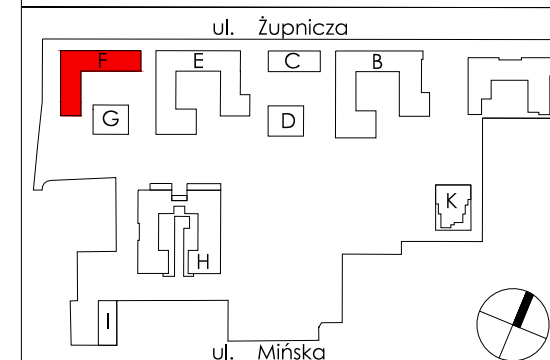 ul. Żupnicza
F E C B
G D
K
H
I
ul. Mińska